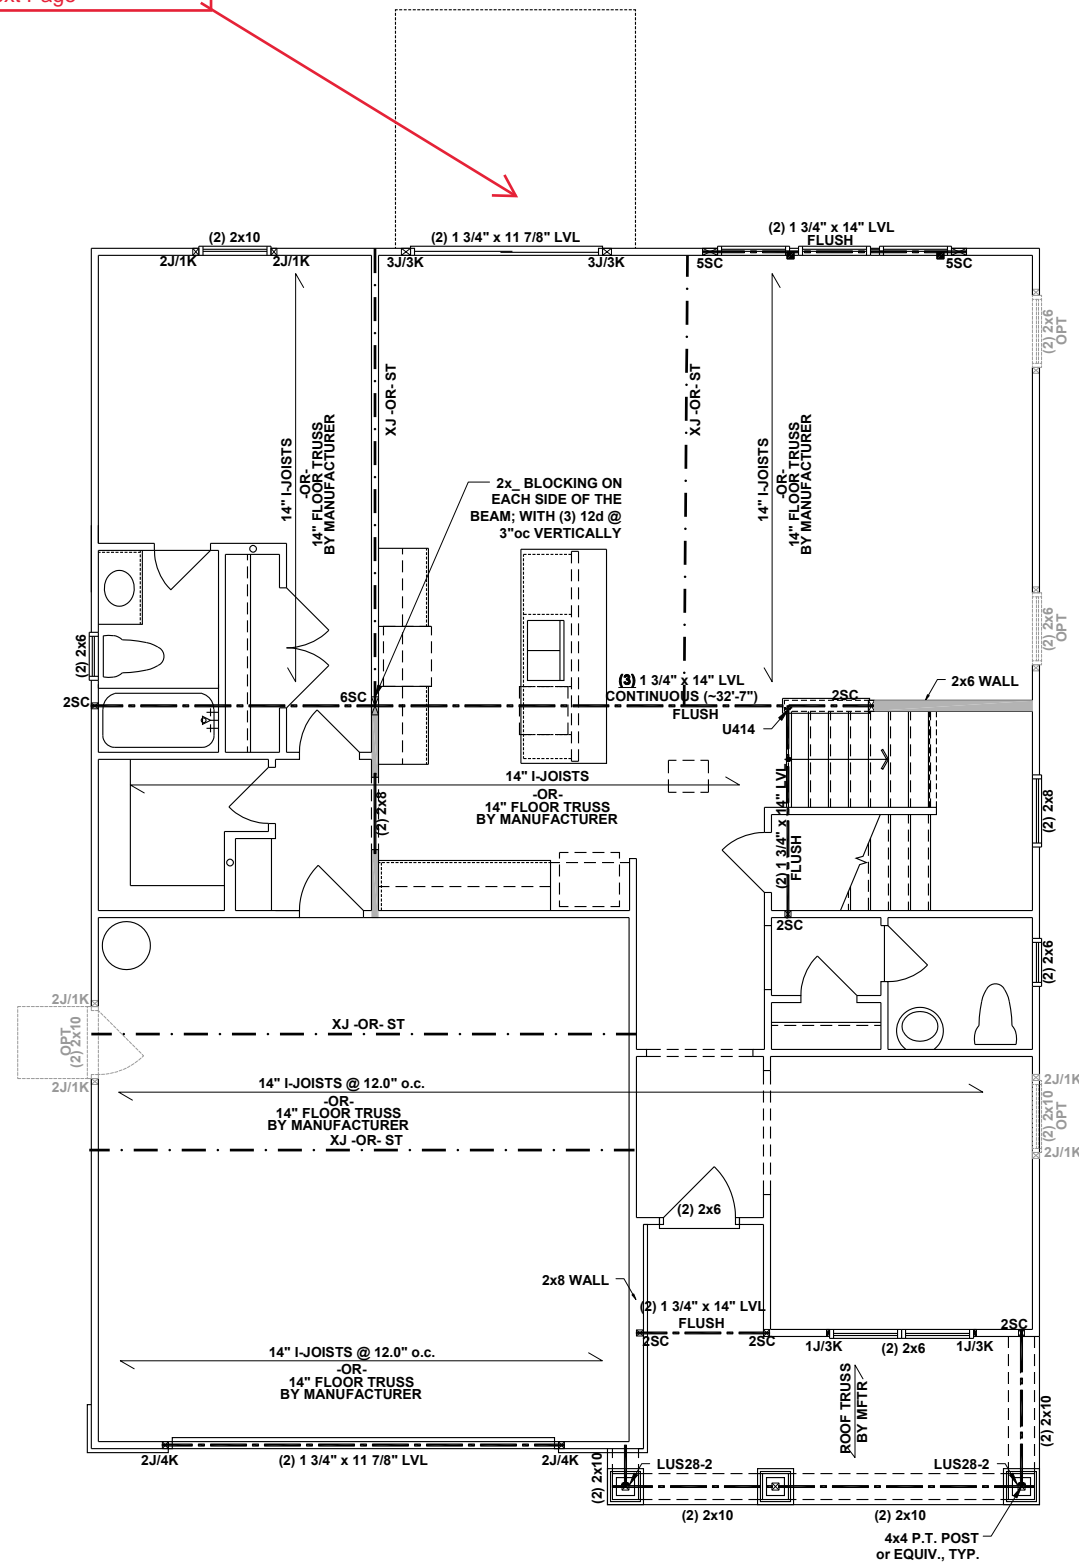 (2) 2x10
(2) 1 3/4" x 11 7/8" LVL
(2) 1 3/4" x 14" LVL
FLUSH
2J/1K
2J/1K
3J/3K
3J/3K
5SC
5SC
(2) 2x6
OPT
XJ -OR- ST
XJ -OR- ST
14" I-JOISTS
-OR-
14" FLOOR TRUSS
BY MANUFACTURER
14" I-JOISTS
-OR-
14" FLOOR TRUSS
BY MANUFACTURER
2x_ BLOCKING ON
EACH SIDE OF THE
BEAM; WITH (3) 12d @
3"oc VERTICALLY
(2) 2x6
OPT
(2) 2x6
2SC
6SC
(3) 1 3/4" x 14" LVL
CONTINUOUS (~32'-7")
FLUSH
2SC
2x6 WALL
U414
14" I-JOISTS
-OR-
14" FLOOR TRUSS
BY MANUFACTURER
(2) 2x8
(2) 1 3/4" x 14" LVL
FLUSH
(2) 2x8
2SC
(2) 2x6
2J/1K
OPT
(2) 2x10
2J/1K
XJ -OR- ST
14" I-JOISTS @ 12.0" o.c.
-OR-
14" FLOOR TRUSS
BY MANUFACTURER
XJ -OR- ST
2J/1K
(2) 2x10
OPT
2J/1K
(2) 2x6
2x8 WALL
(2) 1 3/4" x 14" LVL
FLUSH
2SC
2SC
2SC
1J/3K
(2) 2x6
1J/3K
14" I-JOISTS @ 12.0" o.c.
-OR-
14" FLOOR TRUSS
BY MANUFACTURER
ROOF TRUSS
BY MFTR
(2) 2x10
2J/4K
(2) 1 3/4" x 11 7/8" LVL
2J/4K
(2) 2x10
LUS28-2
LUS28-2
(2) 2x10
(2) 2x10
4x4 P.T. POST
or EQUIV., TYP.